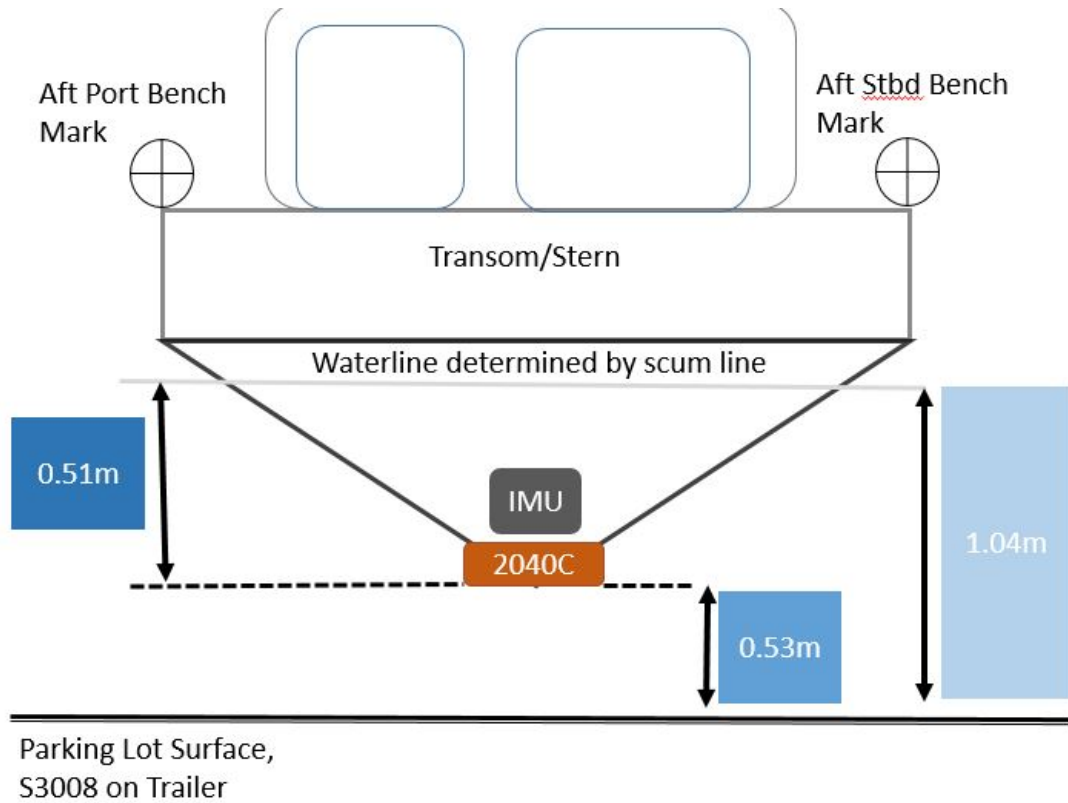 Aft Port Bench
Mark
Aft Stbd Bench
Mark
Transom/Stern
Waterline determined by scum line
0.51m
IMU
2040C
1.04m
0.53m
Parking Lot Surface,
S3008 on Trailer